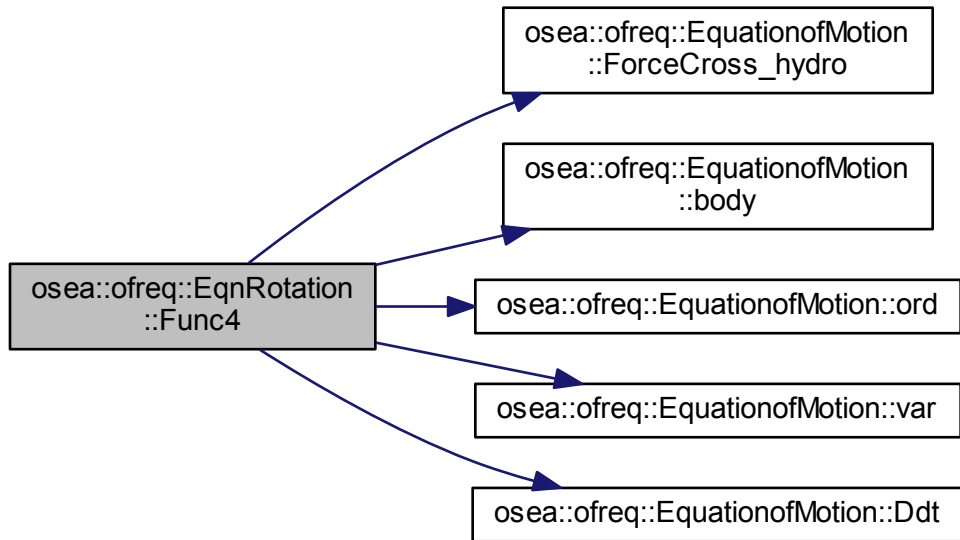 osea::ofreq::EquationofMotion
::ForceCross_hydro
osea::ofreq::EquationofMotion
::body
osea::ofreq::EqnRotation
::Func4
osea::ofreq::EquationofMotion::ord
osea::ofreq::EquationofMotion::var
osea::ofreq::EquationofMotion::Ddt